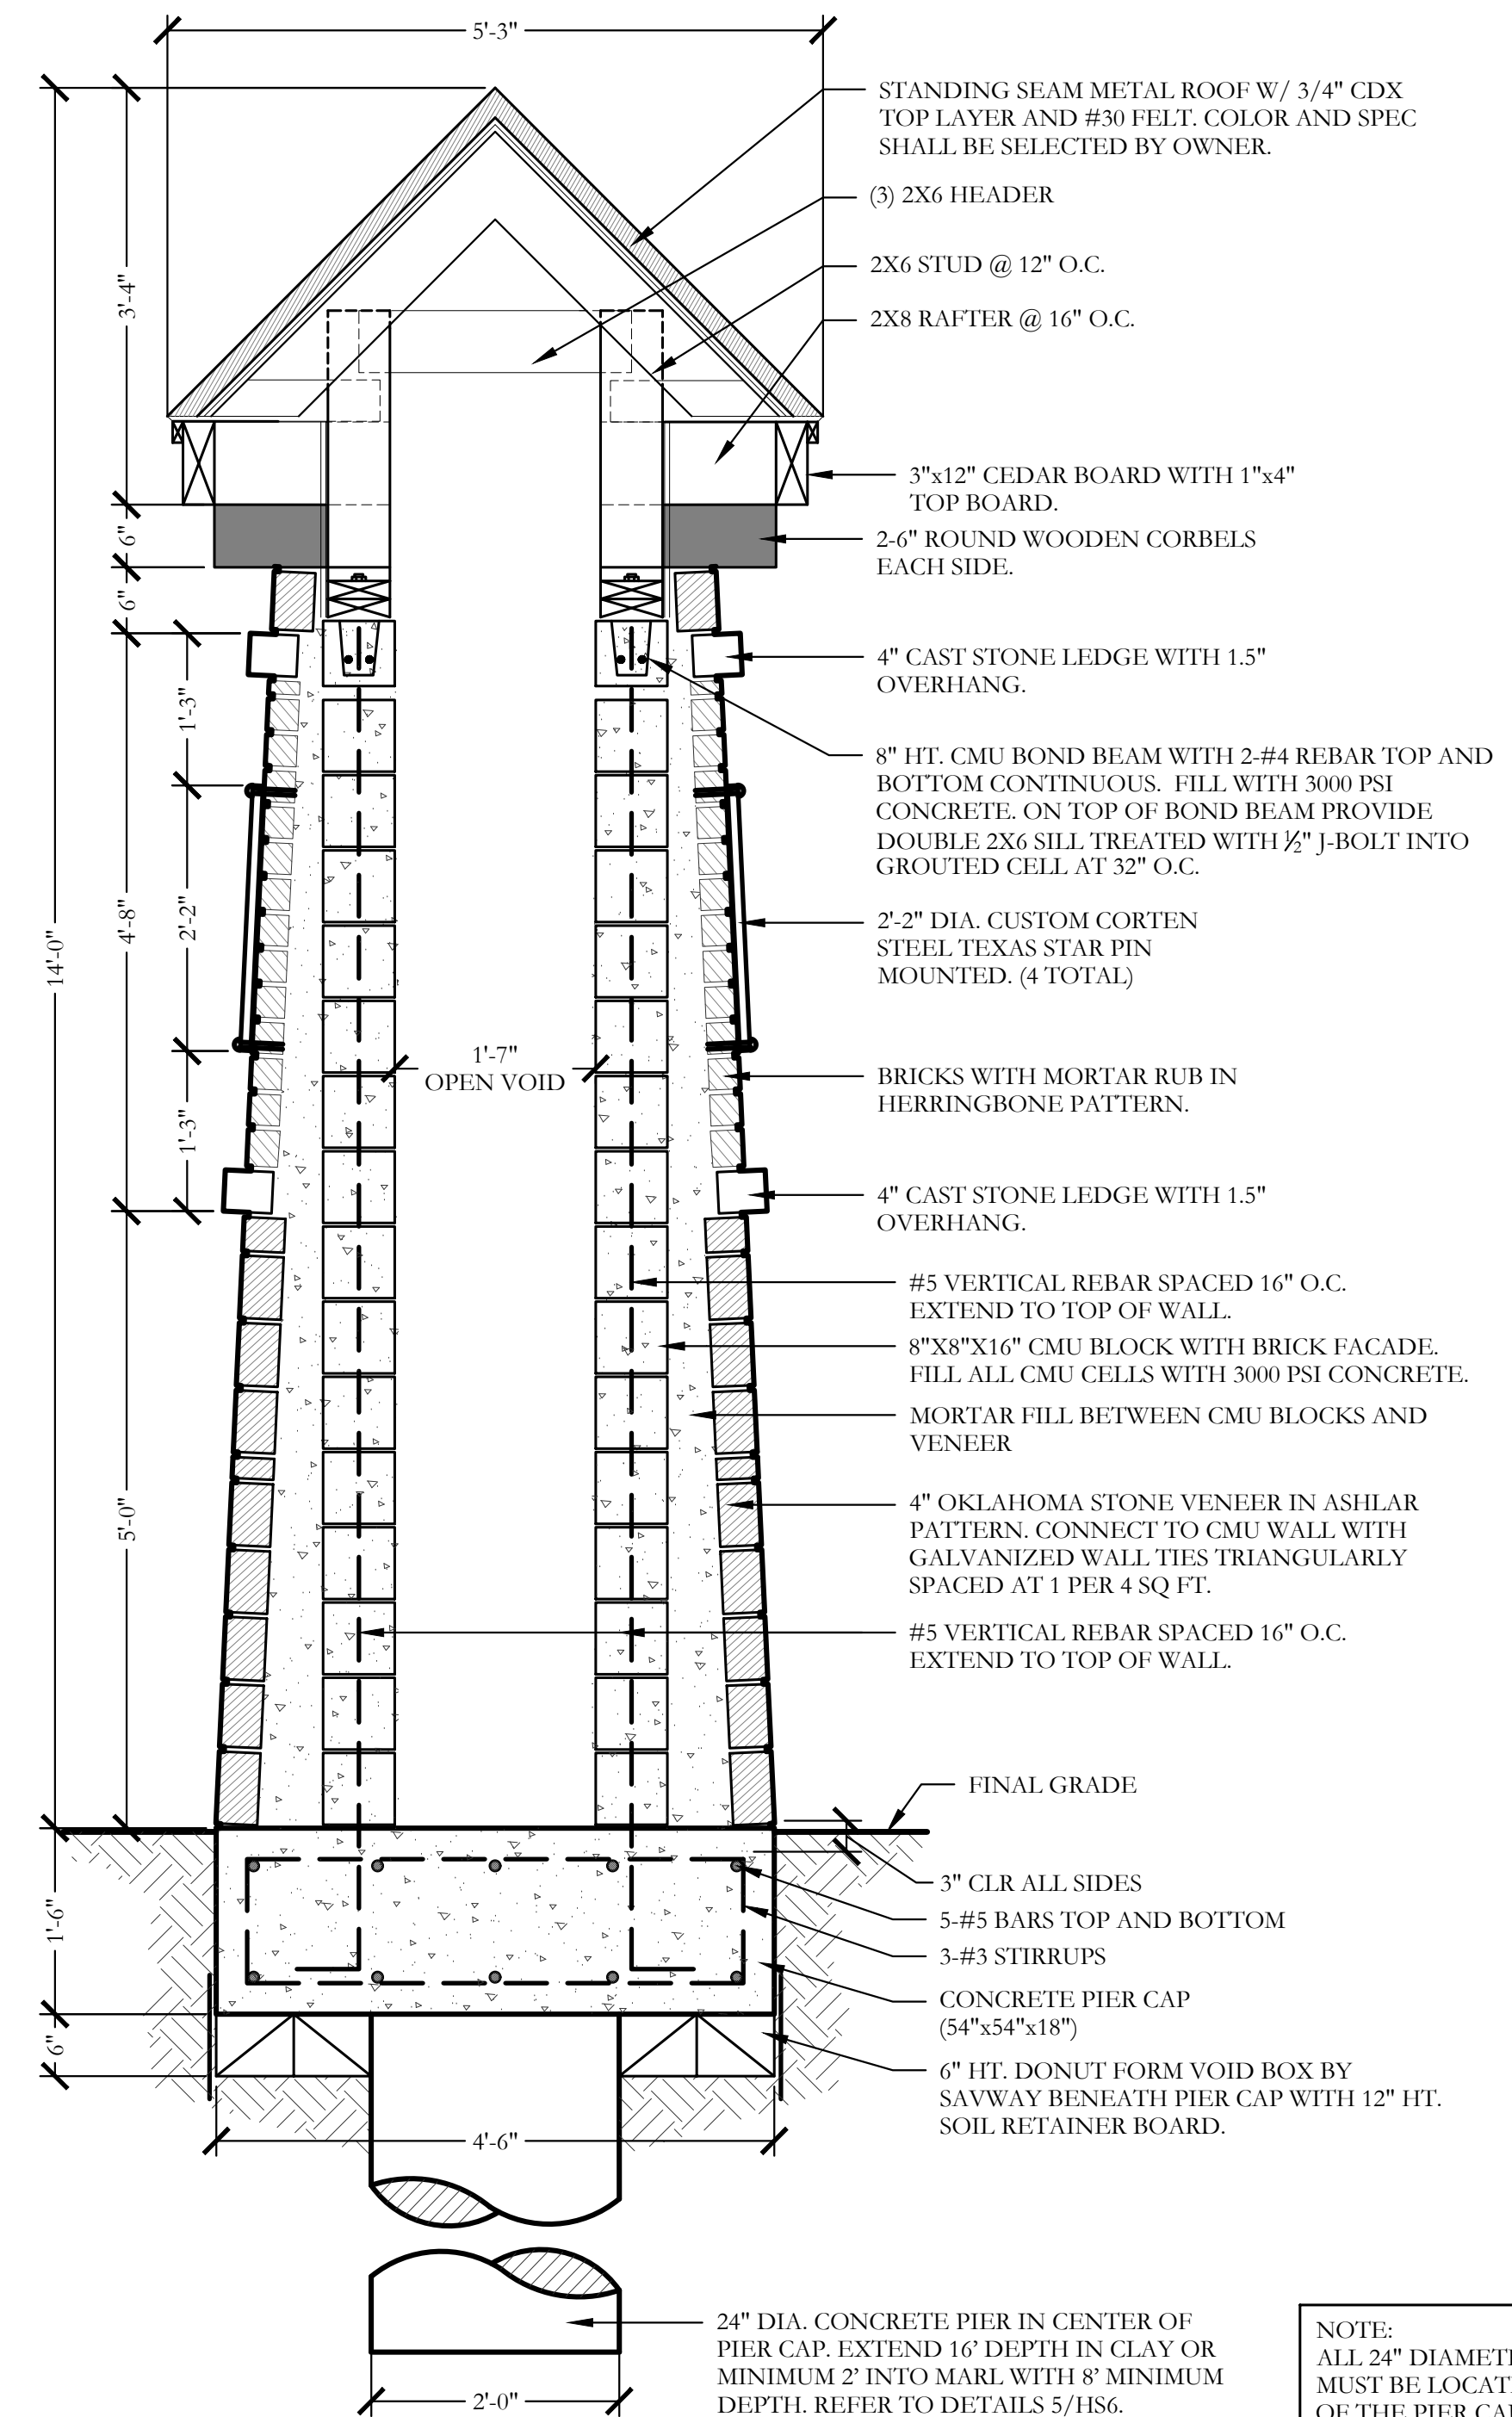 5'-3"
STANDING SEAM METAL ROOF W/ 3/4" CDX
TOP LAYER AND #30 FELT. COLOR AND SPEC
SHALL BE SELECTED BY OWNER.
(3) 2X6 HEADER
2X6 STUD @ 12" O.C.
2X8 RAFTER @ 16" O.C.
3'-4"
3"x12" CEDAR BOARD WITH 1"x4"
TOP BOARD.
6"
2-6" ROUND WOODEN CORBELS
EACH SIDE.
6"
4" CAST STONE LEDGE WITH 1.5"
OVERHANG.
1'-3"
8" HT. CMU BOND BEAM WITH 2-#4 REBAR TOP AND
BOTTOM CONTINUOUS. FILL WITH 3000 PSI
CONCRETE. ON TOP OF BOND BEAM PROVIDE
DOUBLE 2X6 SILL TREATED WITH ½" J-BOLT INTO
GROUTED CELL AT 32" O.C.
14'-0"
4'-8"
2'-2"
2'-2" DIA. CUSTOM CORTEN
STEEL TEXAS STAR PIN
MOUNTED. (4 TOTAL)
1'-7"
OPEN VOID
BRICKS WITH MORTAR RUB IN
HERRINGBONE PATTERN.
1'-3"
4" CAST STONE LEDGE WITH 1.5"
OVERHANG.
#5 VERTICAL REBAR SPACED 16" O.C.
EXTEND TO TOP OF WALL.
8"X8"X16" CMU BLOCK WITH BRICK FACADE.
FILL ALL CMU CELLS WITH 3000 PSI CONCRETE.
MORTAR FILL BETWEEN CMU BLOCKS AND
VENEER
5'-0"
4" OKLAHOMA STONE VENEER IN ASHLAR
PATTERN. CONNECT TO CMU WALL WITH
GALVANIZED WALL TIES TRIANGULARLY
SPACED AT 1 PER 4 SQ FT.
#5 VERTICAL REBAR SPACED 16" O.C.
EXTEND TO TOP OF WALL.
FINAL GRADE
3" CLR ALL SIDES
5-#5 BARS TOP AND BOTTOM
3-#3 STIRRUPS
1'-6"
CONCRETE PIER CAP
(54"x54"x18")
6"
6" HT. DONUT FORM VOID BOX BY
SAVWAY BENEATH PIER CAP WITH 12" HT.
SOIL RETAINER BOARD.
4'-6"
24" DIA. CONCRETE PIER IN CENTER OF
PIER CAP. EXTEND 16' DEPTH IN CLAY OR
MINIMUM 2' INTO MARL WITH 8' MINIMUM
DEPTH. REFER TO DETAILS 5/HS6.
2'-0"
NOTE:
ALL 24"
MUST BE
OF THE PIER